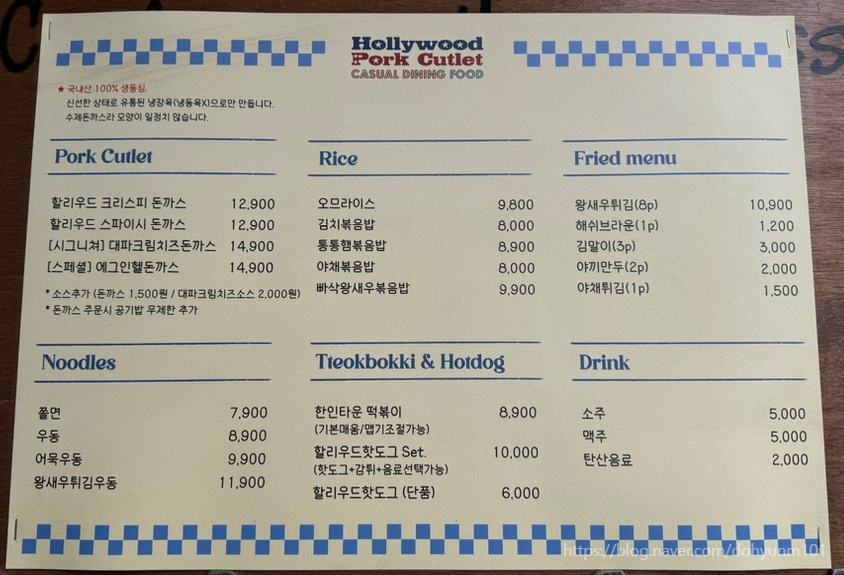 Hollywood
Pork Cutlet
CASUAL DINING FOOD
★ 국내산 100% 생등심.
신선한 상태로 유통된 냉장육(냉동육X)으로만 만듭니다.
수제돈까스라 모양이 일정치 않습니다.
Pork Cutlet
할리우드 크리스피 돈까스 12,900
할리우드 스파이시 돈까스 12,900
[시그니쳐] 대파크림치즈돈까스 14,900
[스페셜] 에그인헬돈까스 14,900
* 소스추가 (돈까스 1,500원 / 대파크림치즈소스 2,000원)
* 돈까스 주문시 공기밥 무제한 추가
Rice
오므라이스 9,800
김치볶음밥 8,000
통통햄볶음밥 8,900
야채볶음밥 8,000
빠삭왕새우볶음밥 9,900
Fried menu
왕새우튀김(8p) 10,900
해쉬브라운(1p) 1,200
김말이(3p) 3,000
야끼만두(2p) 2,000
야채튀김(1p) 1,500
Noodles
쫄면 7,900
우동 8,900
어묵우동 9,900
왕새우튀김우동 11,900
Tteokbokki & Hotdog
한인타운 떡볶이 8,900
(기본매움/맵기조절가능)
할리우드핫도그 Set. 10,000
(핫도그+감튀+음료선택가능)
할리우드핫도그 (단품) 6,000
Drink
소주 5,000
맥주 5,000
탄산음료 2,000
https://blog.naver.com/dohyunm101